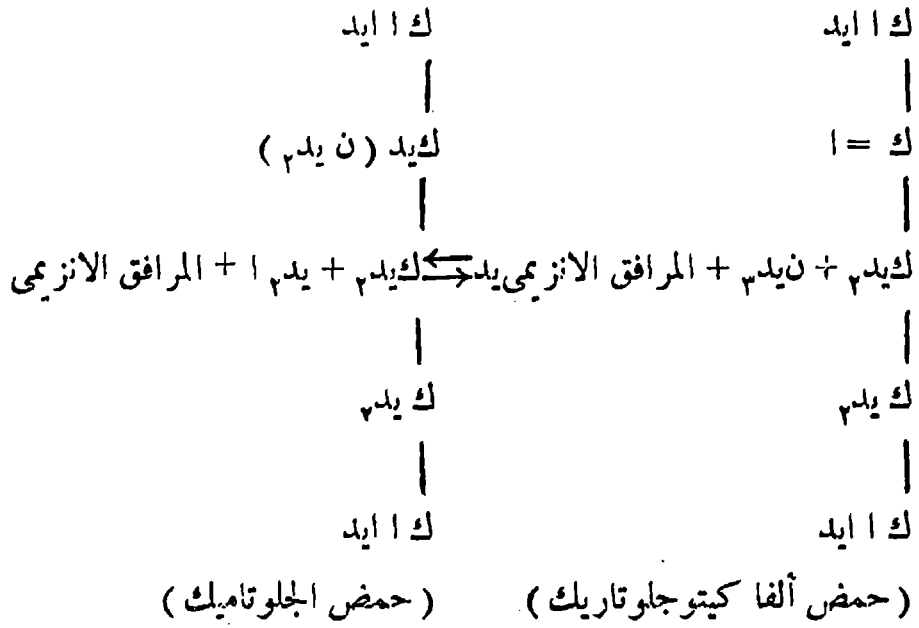 ك ا ايد ك ا ايد
| |
ك = ا كيد ( ن يد٢ )
| |
كيد٢ + نيد٣ + المرافق الانزيمى يد ⇄ كيد٢ + يد٢ ا + المرافق الانزيمى
| |
ك يد٢ ك يد٢
| |
ك ا ايد ك ا ايد
( حمض ألفا كيتوجلوتاريك ) ( حمض الجلوتاميك )